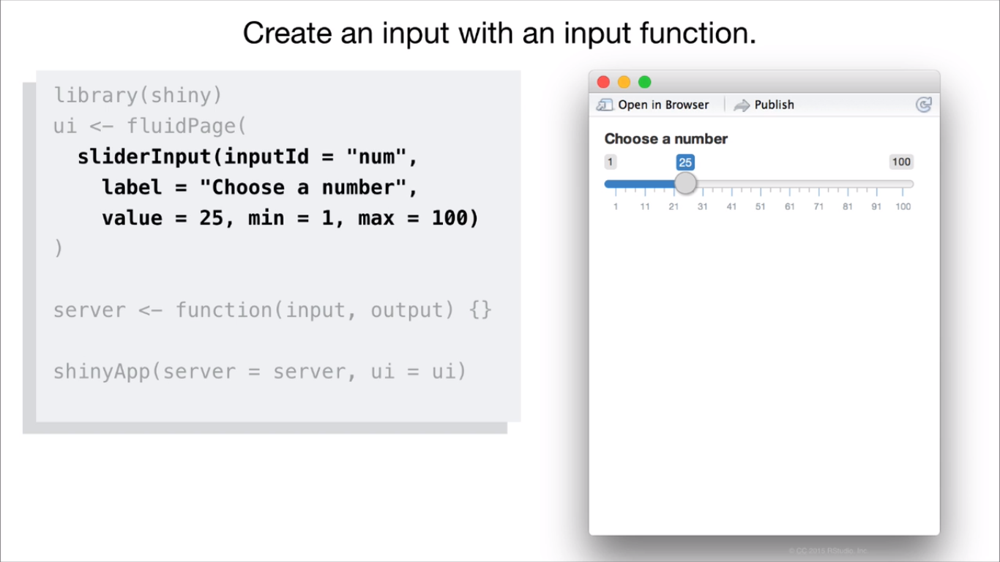 Create an input with an input function.
library(shiny)
ui <- fluidPage(
sliderInput(inputId = "num",
label = "Choose a number",
value = 25, min = 1, max = 100)
)
server <- function(input, output) {}
shinyApp(server = server, ui = ui)
Open in Browser Publish
Choose a number
1 25 100
1 11 21 31 41 51 61 71 81 91 100
© CC 2015 RStudio, Inc.